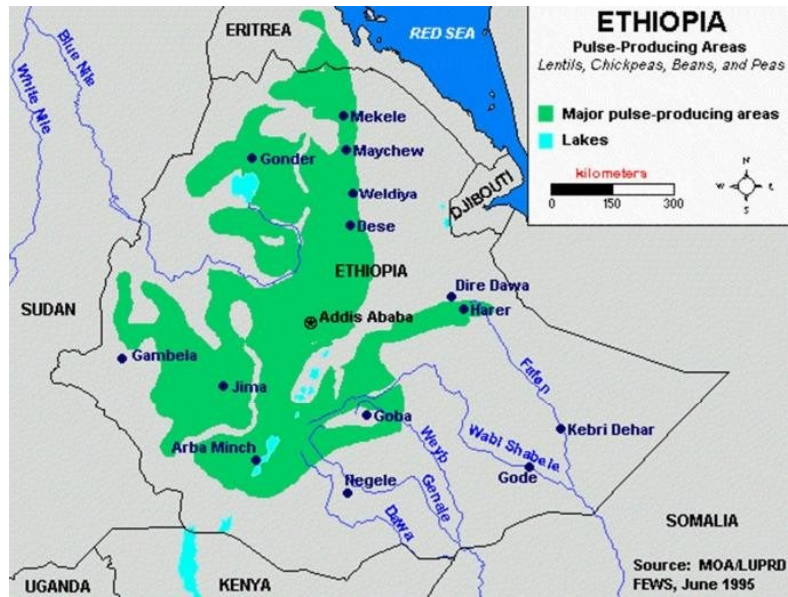 ETHIOPIA
Pulse-Producing Areas
Lentils, Chickpeas, Beans, and Peas
Major pulse-producing areas
Lakes
kilometers
0 150 300
N
W E
S
ERITREA
RED SEA
Blue Nile
White Nile
Mekele
Maychew
Gonder
Weldiya
DJIBOUTI
Dese
ETHIOPIA
Dire Dawa
SUDAN
Harer
Addis Ababa
Gambela
Fafen
Jima
Goba
Kebri Dehar
Weyb
Wabi Shabele
Arba Minch
Gode
Negele
Genale
Dawa
SOMALIA
UGANDA
KENYA
Source: MOA/LUPRD
FEWS, June 1995